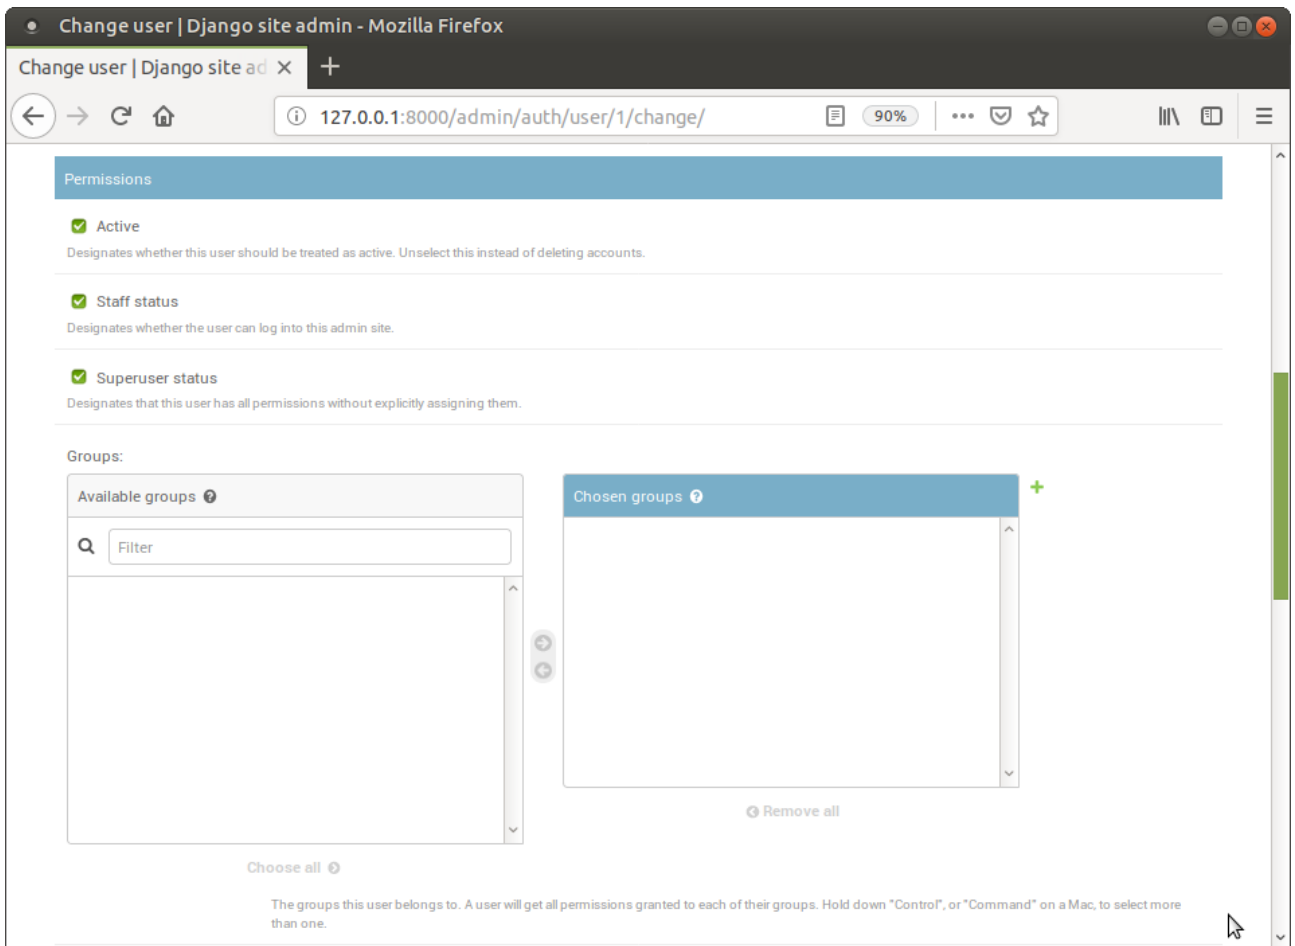 Change user | Django site admin - Mozilla Firefox
Change user | Django site ad
127.0.0.1:8000/admin/auth/user/1/change/
90%
Permissions
Active
Designates whether this user should be treated as active. Unselect this instead of deleting accounts.
Staff status
Designates whether the user can log into this admin site.
Superuser status
Designates that this user has all permissions without explicitly assigning them.
Groups:
Available groups
Filter
Choose all
Chosen groups
Remove all
The groups this user belongs to. A user will get all permissions granted to each of their groups. Hold down "Control", or "Command" on a Mac, to select more
than one.